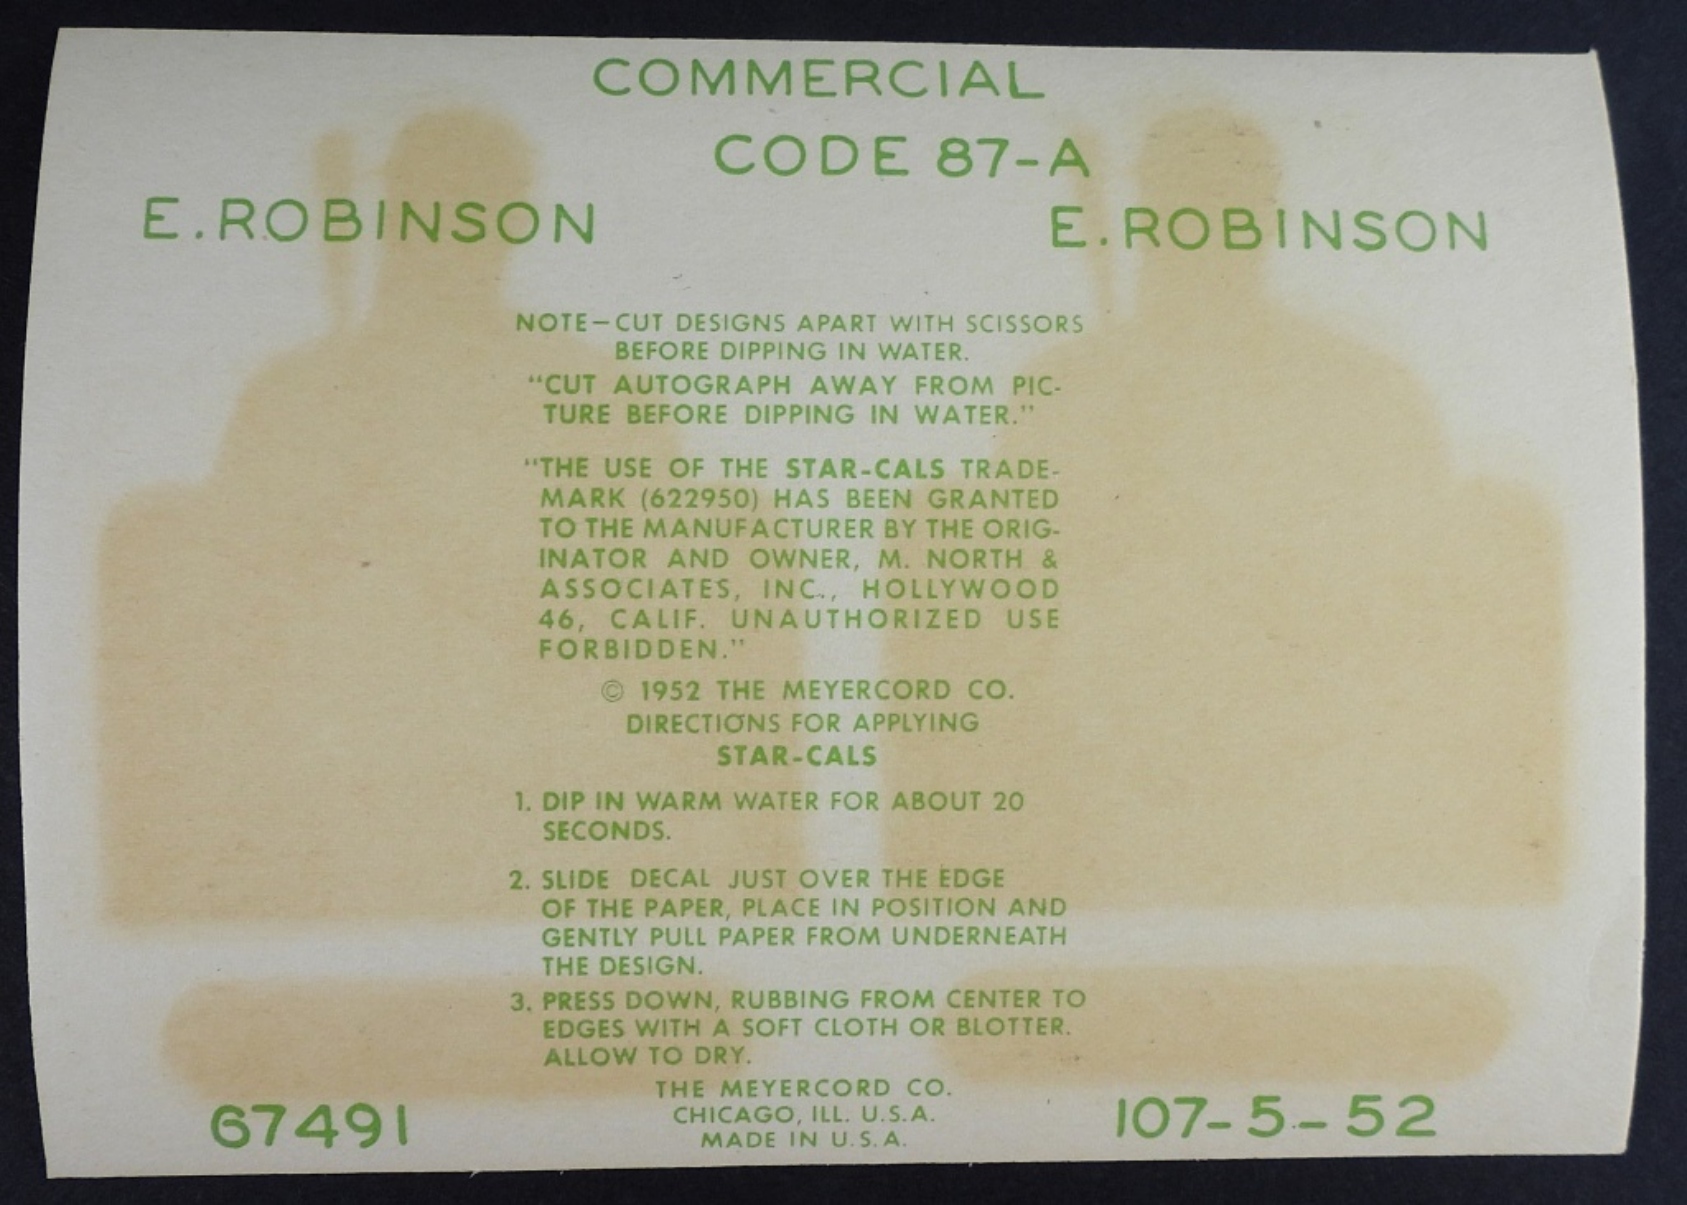 COMMERCIAL
CODE 87-A
E.ROBINSON
E.ROBINSON
NOTE—CUT DESIGNS APART WITH SCISSORS
BEFORE DIPPING IN WATER.
"CUT AUTOGRAPH AWAY FROM PIC-
TURE BEFORE DIPPING IN WATER."
"THE USE OF THE STAR-CALS TRADE-
MARK (622950) HAS BEEN GRANTED
TO THE MANUFACTURER BY THE ORIG-
INATOR AND OWNER, M. NORTH &
ASSOCIATES, INC., HOLLYWOOD
46, CALIF. UNAUTHORIZED USE
FORBIDDEN."
© 1952 THE MEYERCORD CO.
DIRECTIONS FOR APPLYING
STAR-CALS
1. DIP IN WARM WATER FOR ABOUT 20
SECONDS.
2. SLIDE DECAL JUST OVER THE EDGE
OF THE PAPER, PLACE IN POSITION AND
GENTLY PULL PAPER FROM UNDERNEATH
THE DESIGN.
3. PRESS DOWN, RUBBING FROM CENTER TO
EDGES WITH A SOFT CLOTH OR BLOTTER.
ALLOW TO DRY.
THE MEYERCORD CO.
CHICAGO, ILL. U.S.A.
MADE IN U.S.A.
67491
107-5-52